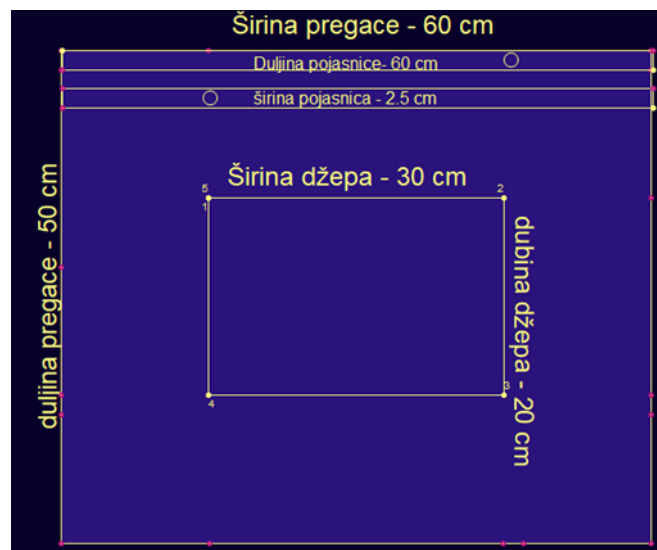 Širina pregace - 60 cm
Duljina pojasnice- 60 cm
širina pojasnica - 2.5 cm
duljina pregace - 50 cm
Širina džepa - 30 cm
5
1
2
dubina džepa - 20 cm
3
4